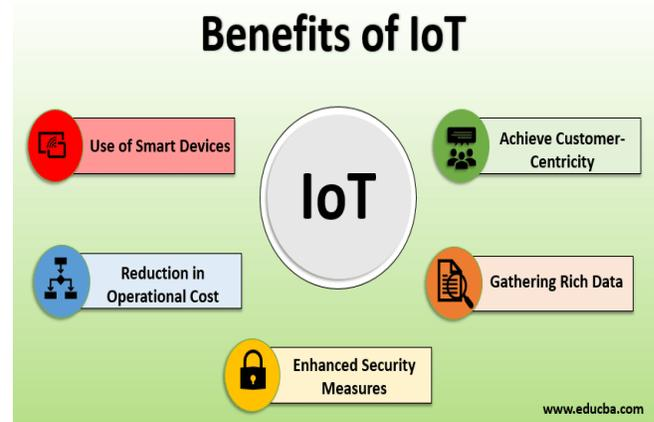 Benefits of IoT
Use of Smart Devices
IoT
Achieve Customer-
Centricity
Reduction in
Operational Cost
Gathering Rich Data
Enhanced Security
Measures
www.educba.com